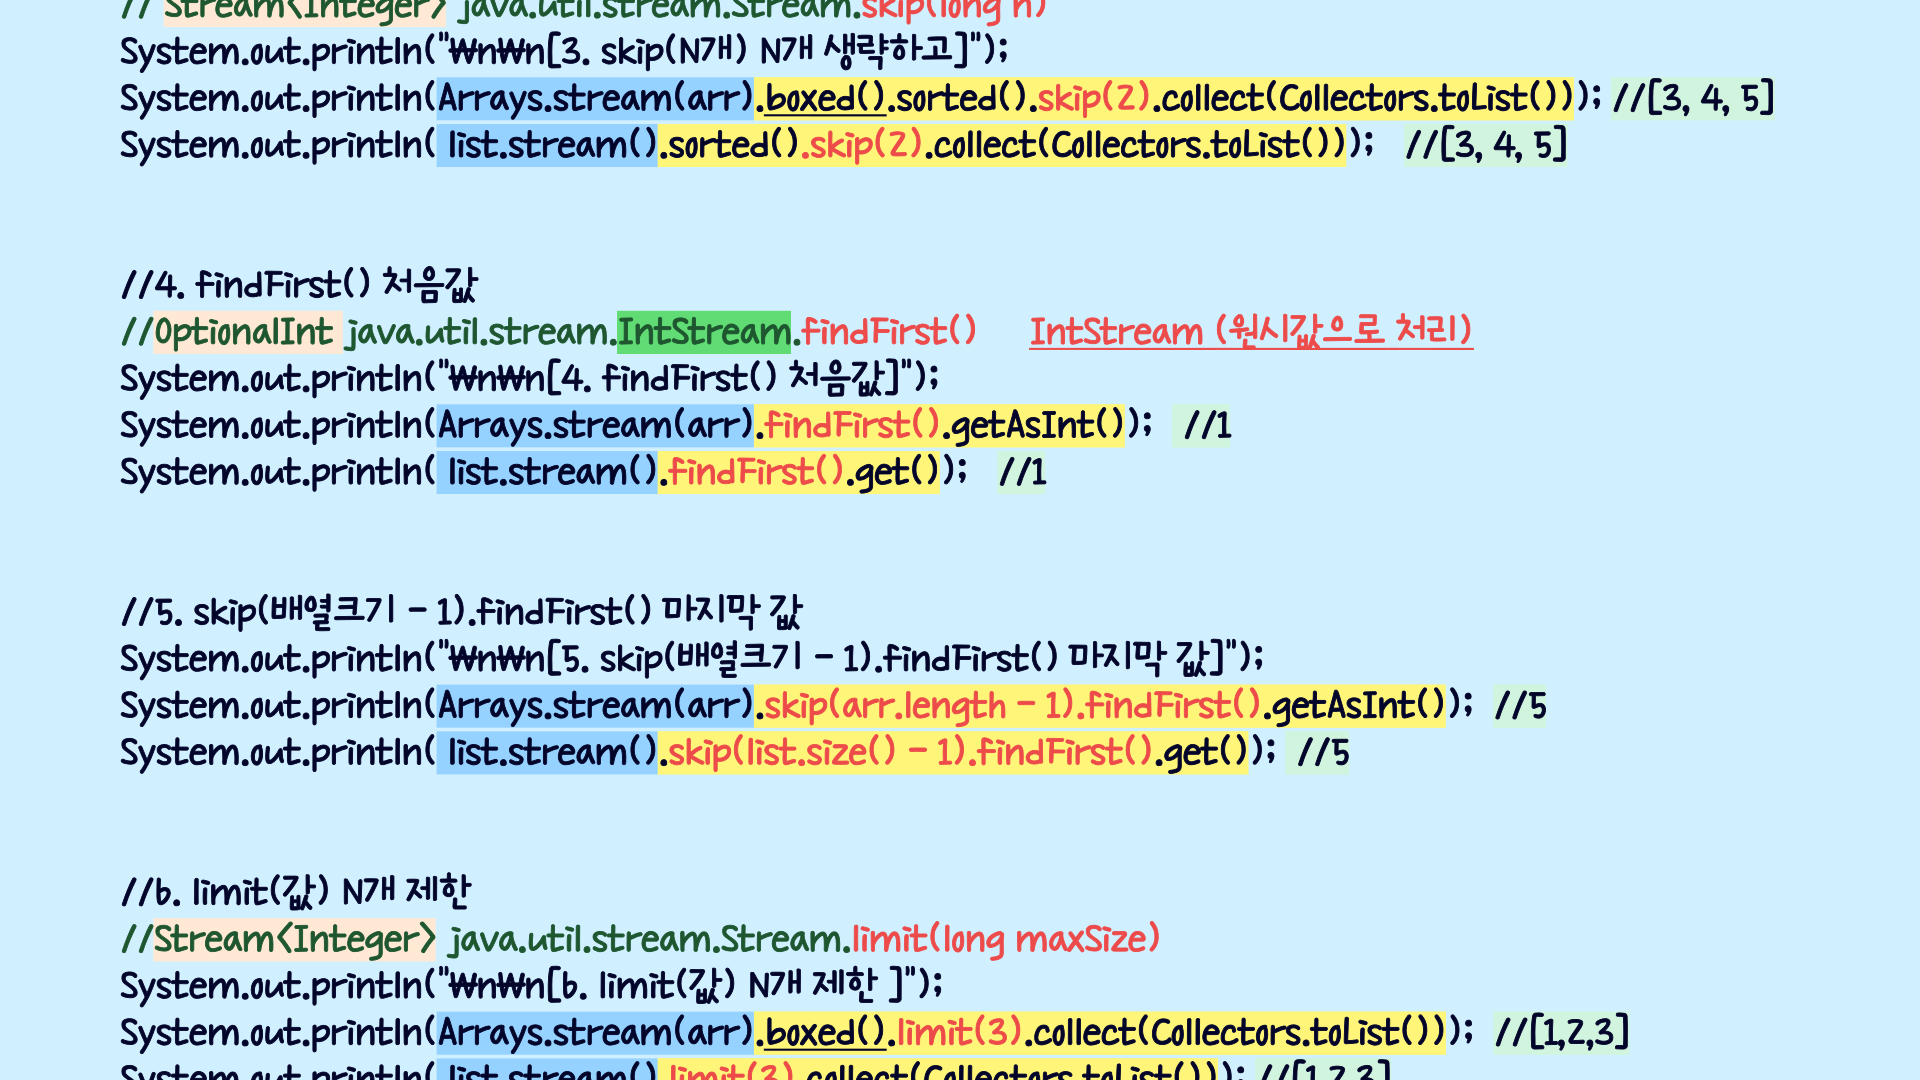 // Stream<Integer> java.util.stream.Stream.skip(long n)
System.out.println("₩n₩n[3. skip(N개) N개 생략하고]");
System.out.println(Arrays.stream(arr).boxed().sorted().skip(2).collect(Collectors.toList())); //[3, 4, 5]
System.out.println( list.stream().sorted().skip(2).collect(Collectors.toList())); //[3, 4, 5]
//4. findFirst() 처음값
//OptionalInt java.util.stream.IntStream.findFirst() IntStream (원시값으로 처리)
System.out.println("₩n₩n[4. findFirst() 처음값]");
System.out.println(Arrays.stream(arr).findFirst().getAsInt()); //1
System.out.println( list.stream().findFirst().get()); //1
//5. skip(배열크기 - 1).findFirst() 마지막 값
System.out.println("₩n₩n[5. skip(배열크기 - 1).findFirst() 마지막 값]");
System.out.println(Arrays.stream(arr).skip(arr.length - 1).findFirst().getAsInt()); //5
System.out.println( list.stream().skip(list.size() - 1).findFirst().get()); //5
//6. limit(값) N개 제한
//Stream<Integer> java.util.stream.Stream.limit(long maxSize)
System.out.println("₩n₩n[6. limit(값) N개 제한 ]");
System.out.println(Arrays.stream(arr).boxed().limit(3).collect(Collectors.toList())); //[1,2,3]
System.out.println( list.stream().limit(3).collect(Collectors.toList())); //[1,2,3]